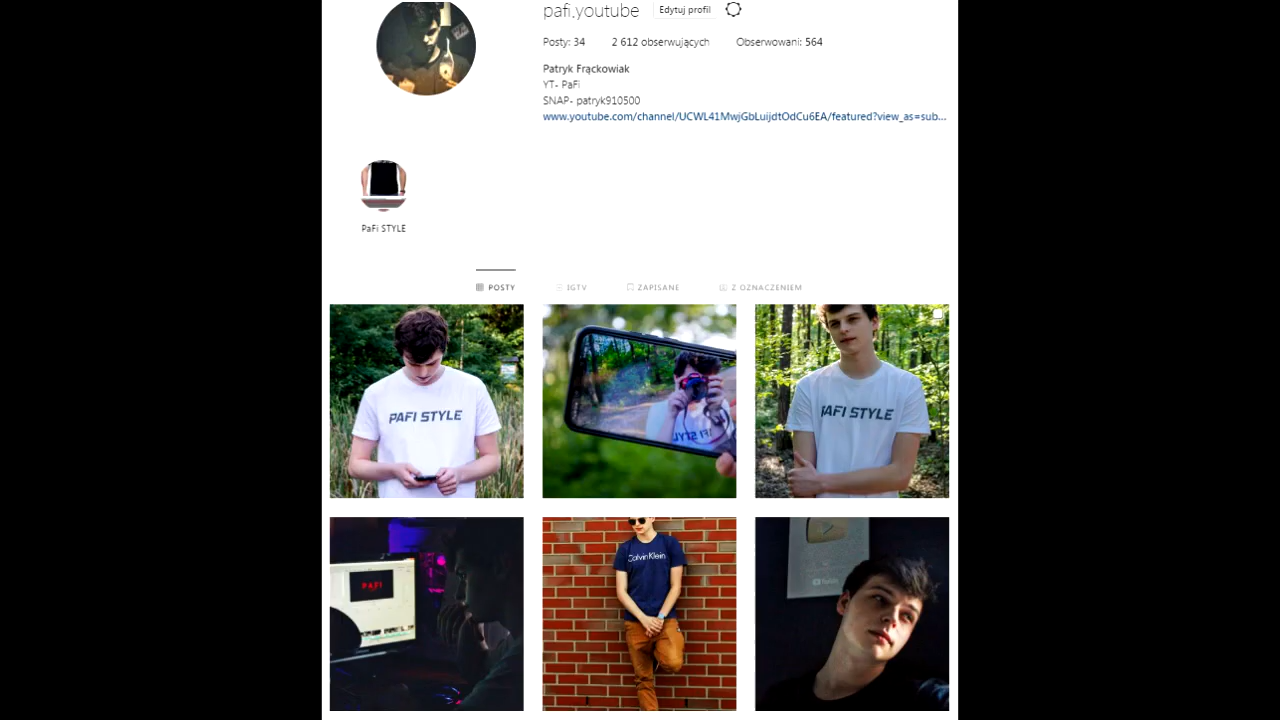 pafi.youtube Edytuj profil
Posty: 34 2 612 obserwujących Obserwowani: 564
Patryk Frąckowiak
YT- PaFi
SNAP- patryk910500
www.youtube.com/channel/UCWL41MwjGbLuijdtOdCu6EA/featured?view_as=sub...
PaFi STYLE
POSTY IGTV ZAPISANE Z OZNACZENIEM
PAFI STYLE
PAFI STYLE
PAFI
Calvin Klein
YouTube